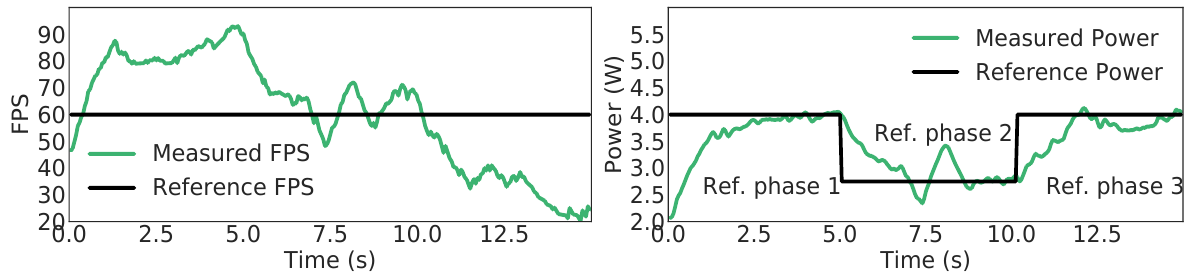 FPS
90
80
70
60
50
40
30
20
Measured FPS
Reference FPS
0.0 2.5 5.0 7.5 10.0 12.5
Time (s)
Power (W)
5.5
5.0
4.5
4.0
3.5
3.0
2.5
2.0
Measured Power
Reference Power
Ref. phase 2
Ref. phase 1
Ref. phase 3
0.0 2.5 5.0 7.5 10.0 12.5
Time (s)